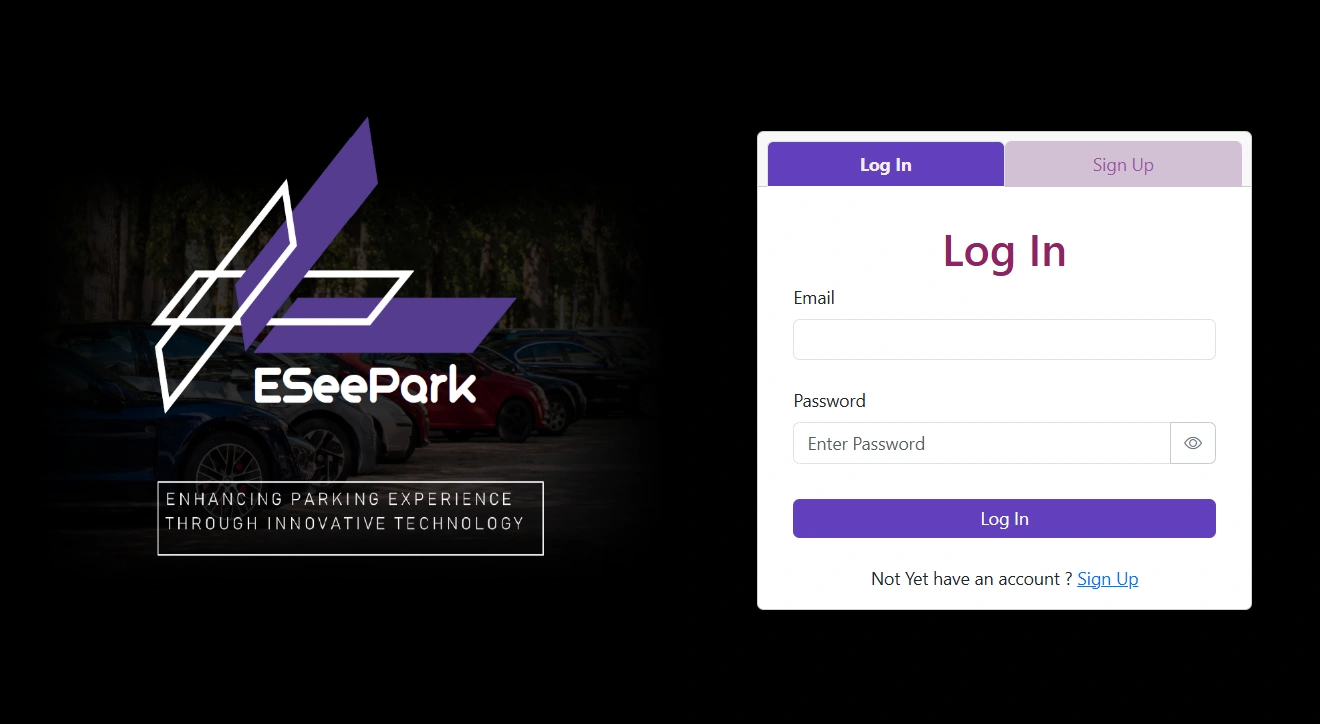 ESeePark
ENHANCING PARKING EXPERIENCE
THROUGH INNOVATIVE TECHNOLOGY
Log In
Sign Up
Log In
Email
Password
Enter Password
Log In
Not Yet have an account ? Sign Up